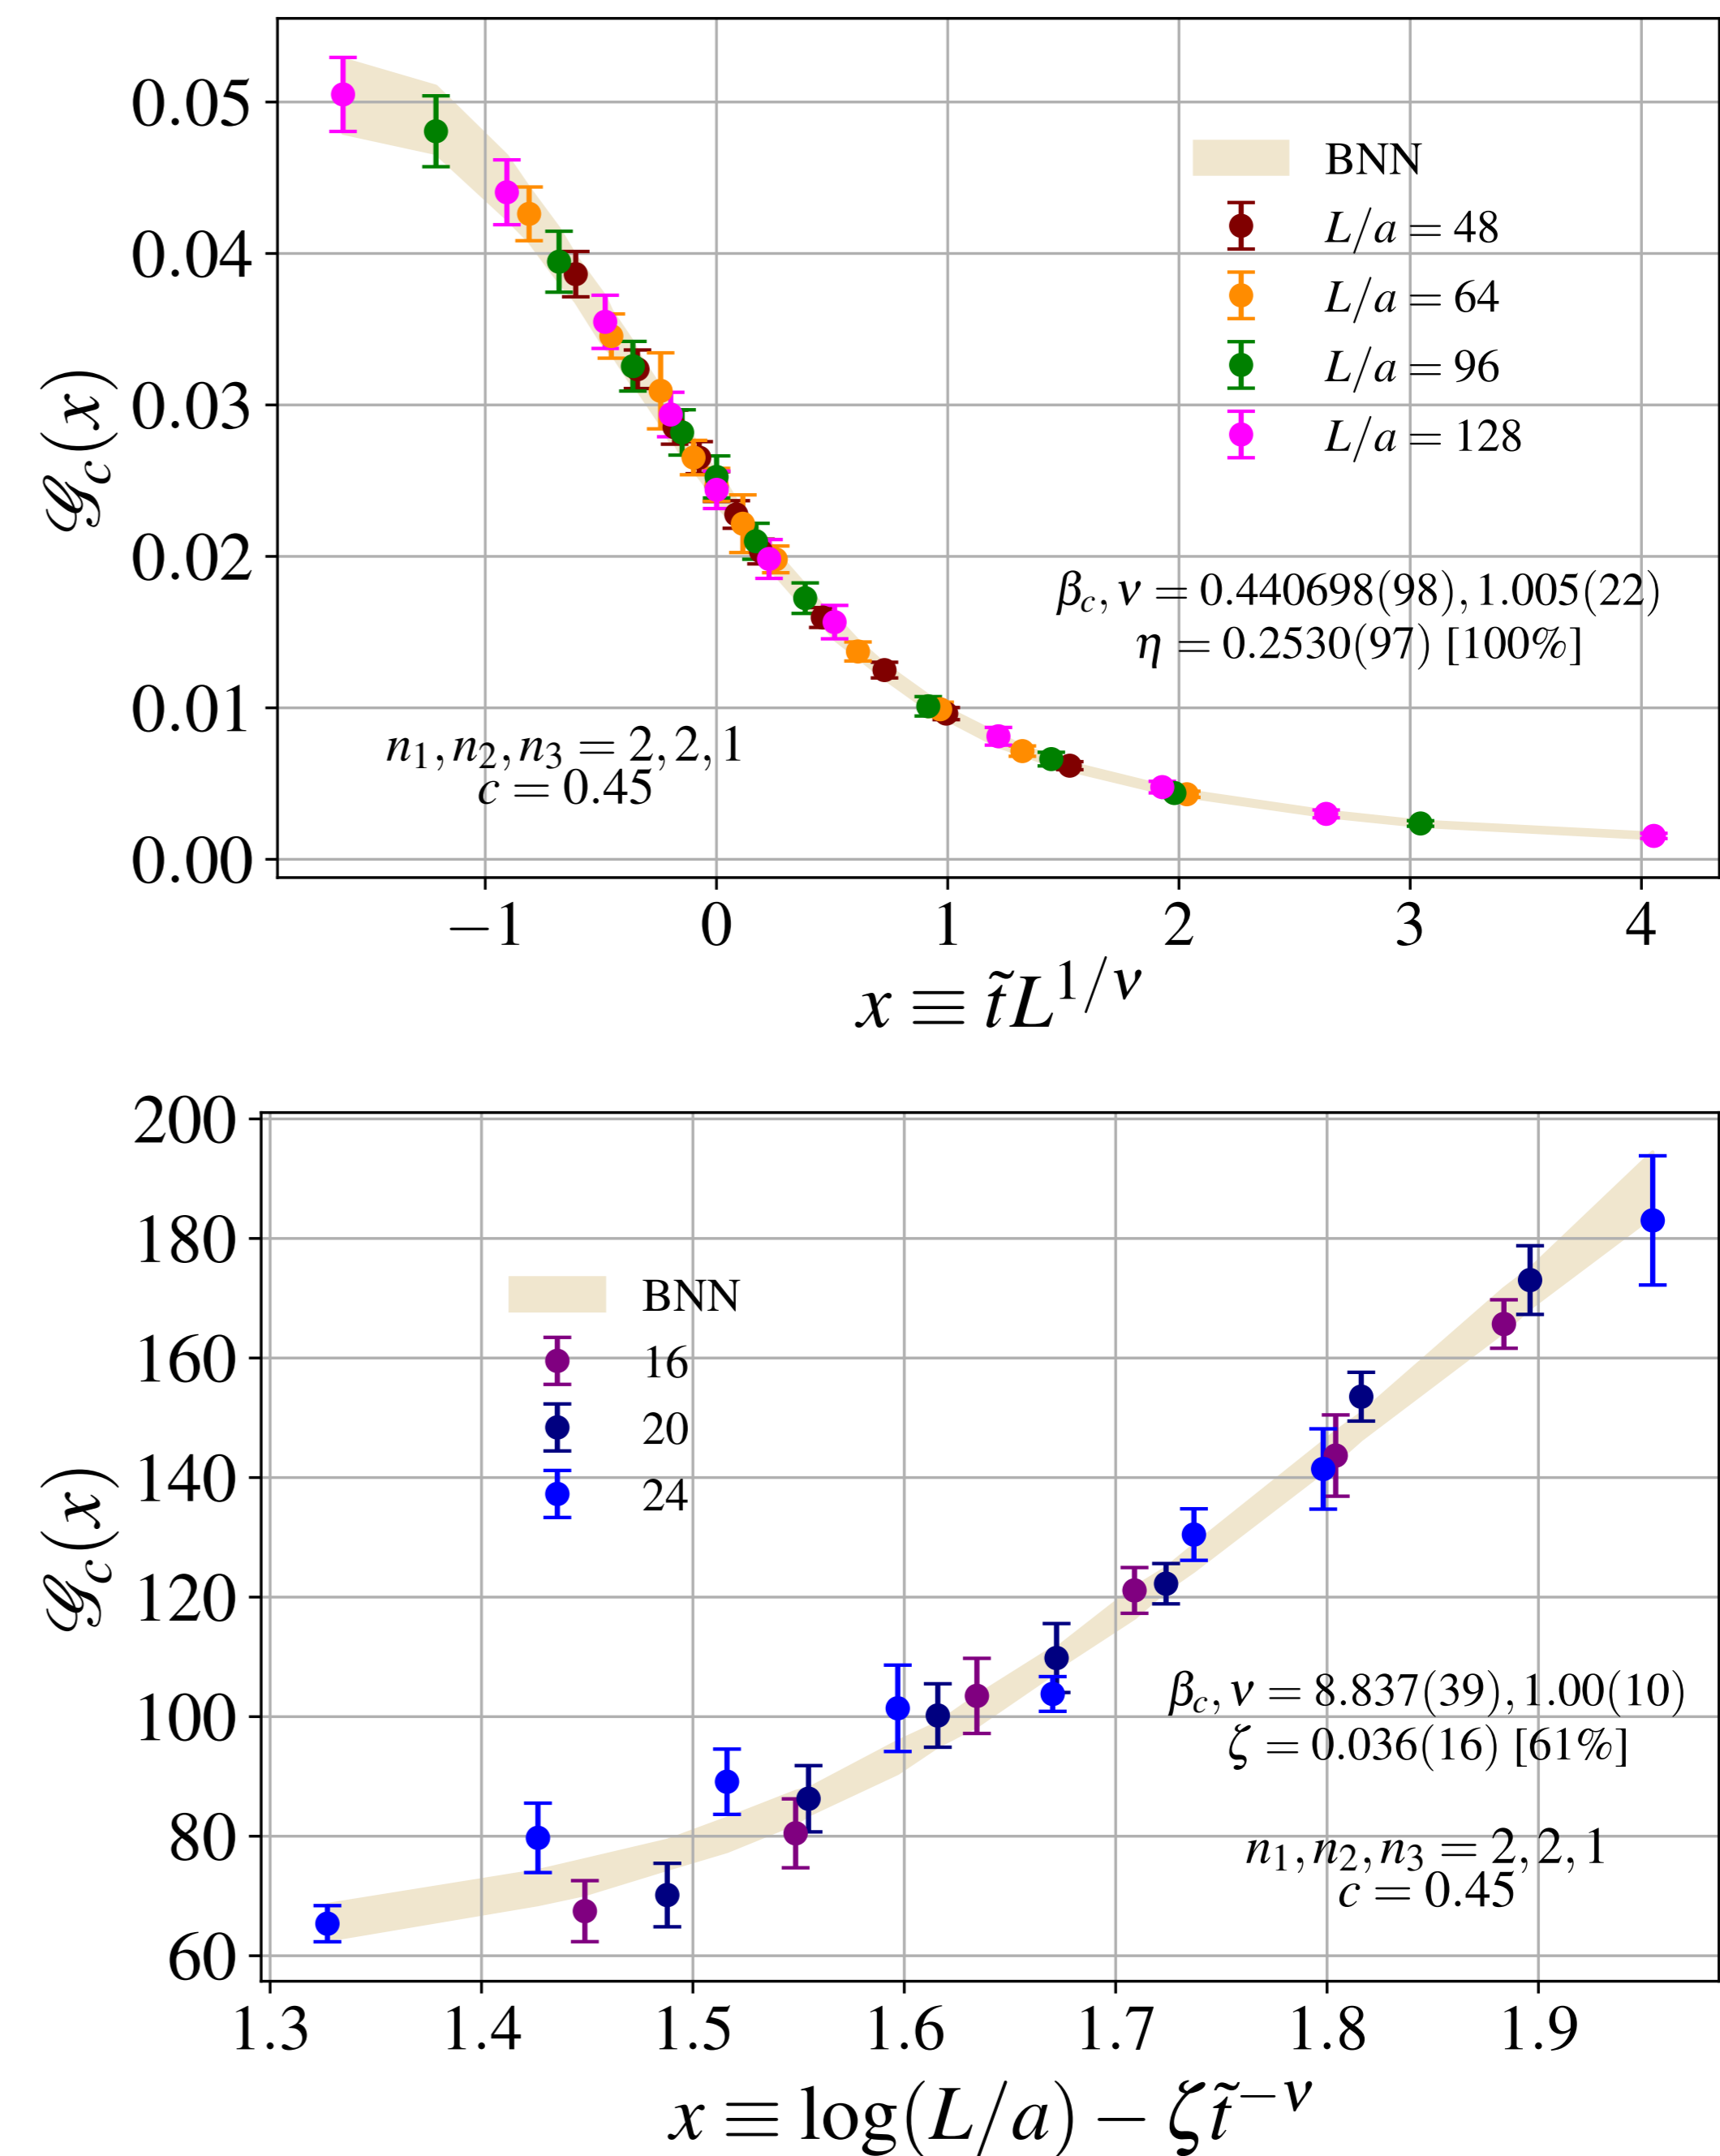 0.05
0.04
0.03
0.02
0.01
0.00
𝒢_c(x)
BNN
L/a = 48
L/a = 64
L/a = 96
L/a = 128
β_c, ν = 0.440698(98), 1.005(22)
η = 0.2530(97) [100%]
n₁, n₂, n₃ = 2, 2, 1
c = 0.45
−1 0 1 2 3 4
x ≡ t̃L^{1/ν}
200
180
160
140
120
100
80
60
𝒢_c(x)
BNN
16
20
24
β_c, ν = 8.837(39), 1.00(10)
ζ = 0.036(16) [61%]
n₁, n₂, n₃ = 2, 2, 1
c = 0.45
1.3 1.4 1.5 1.6 1.7 1.8 1.9
x ≡ log(L/a) − ζt̃^{−ν}